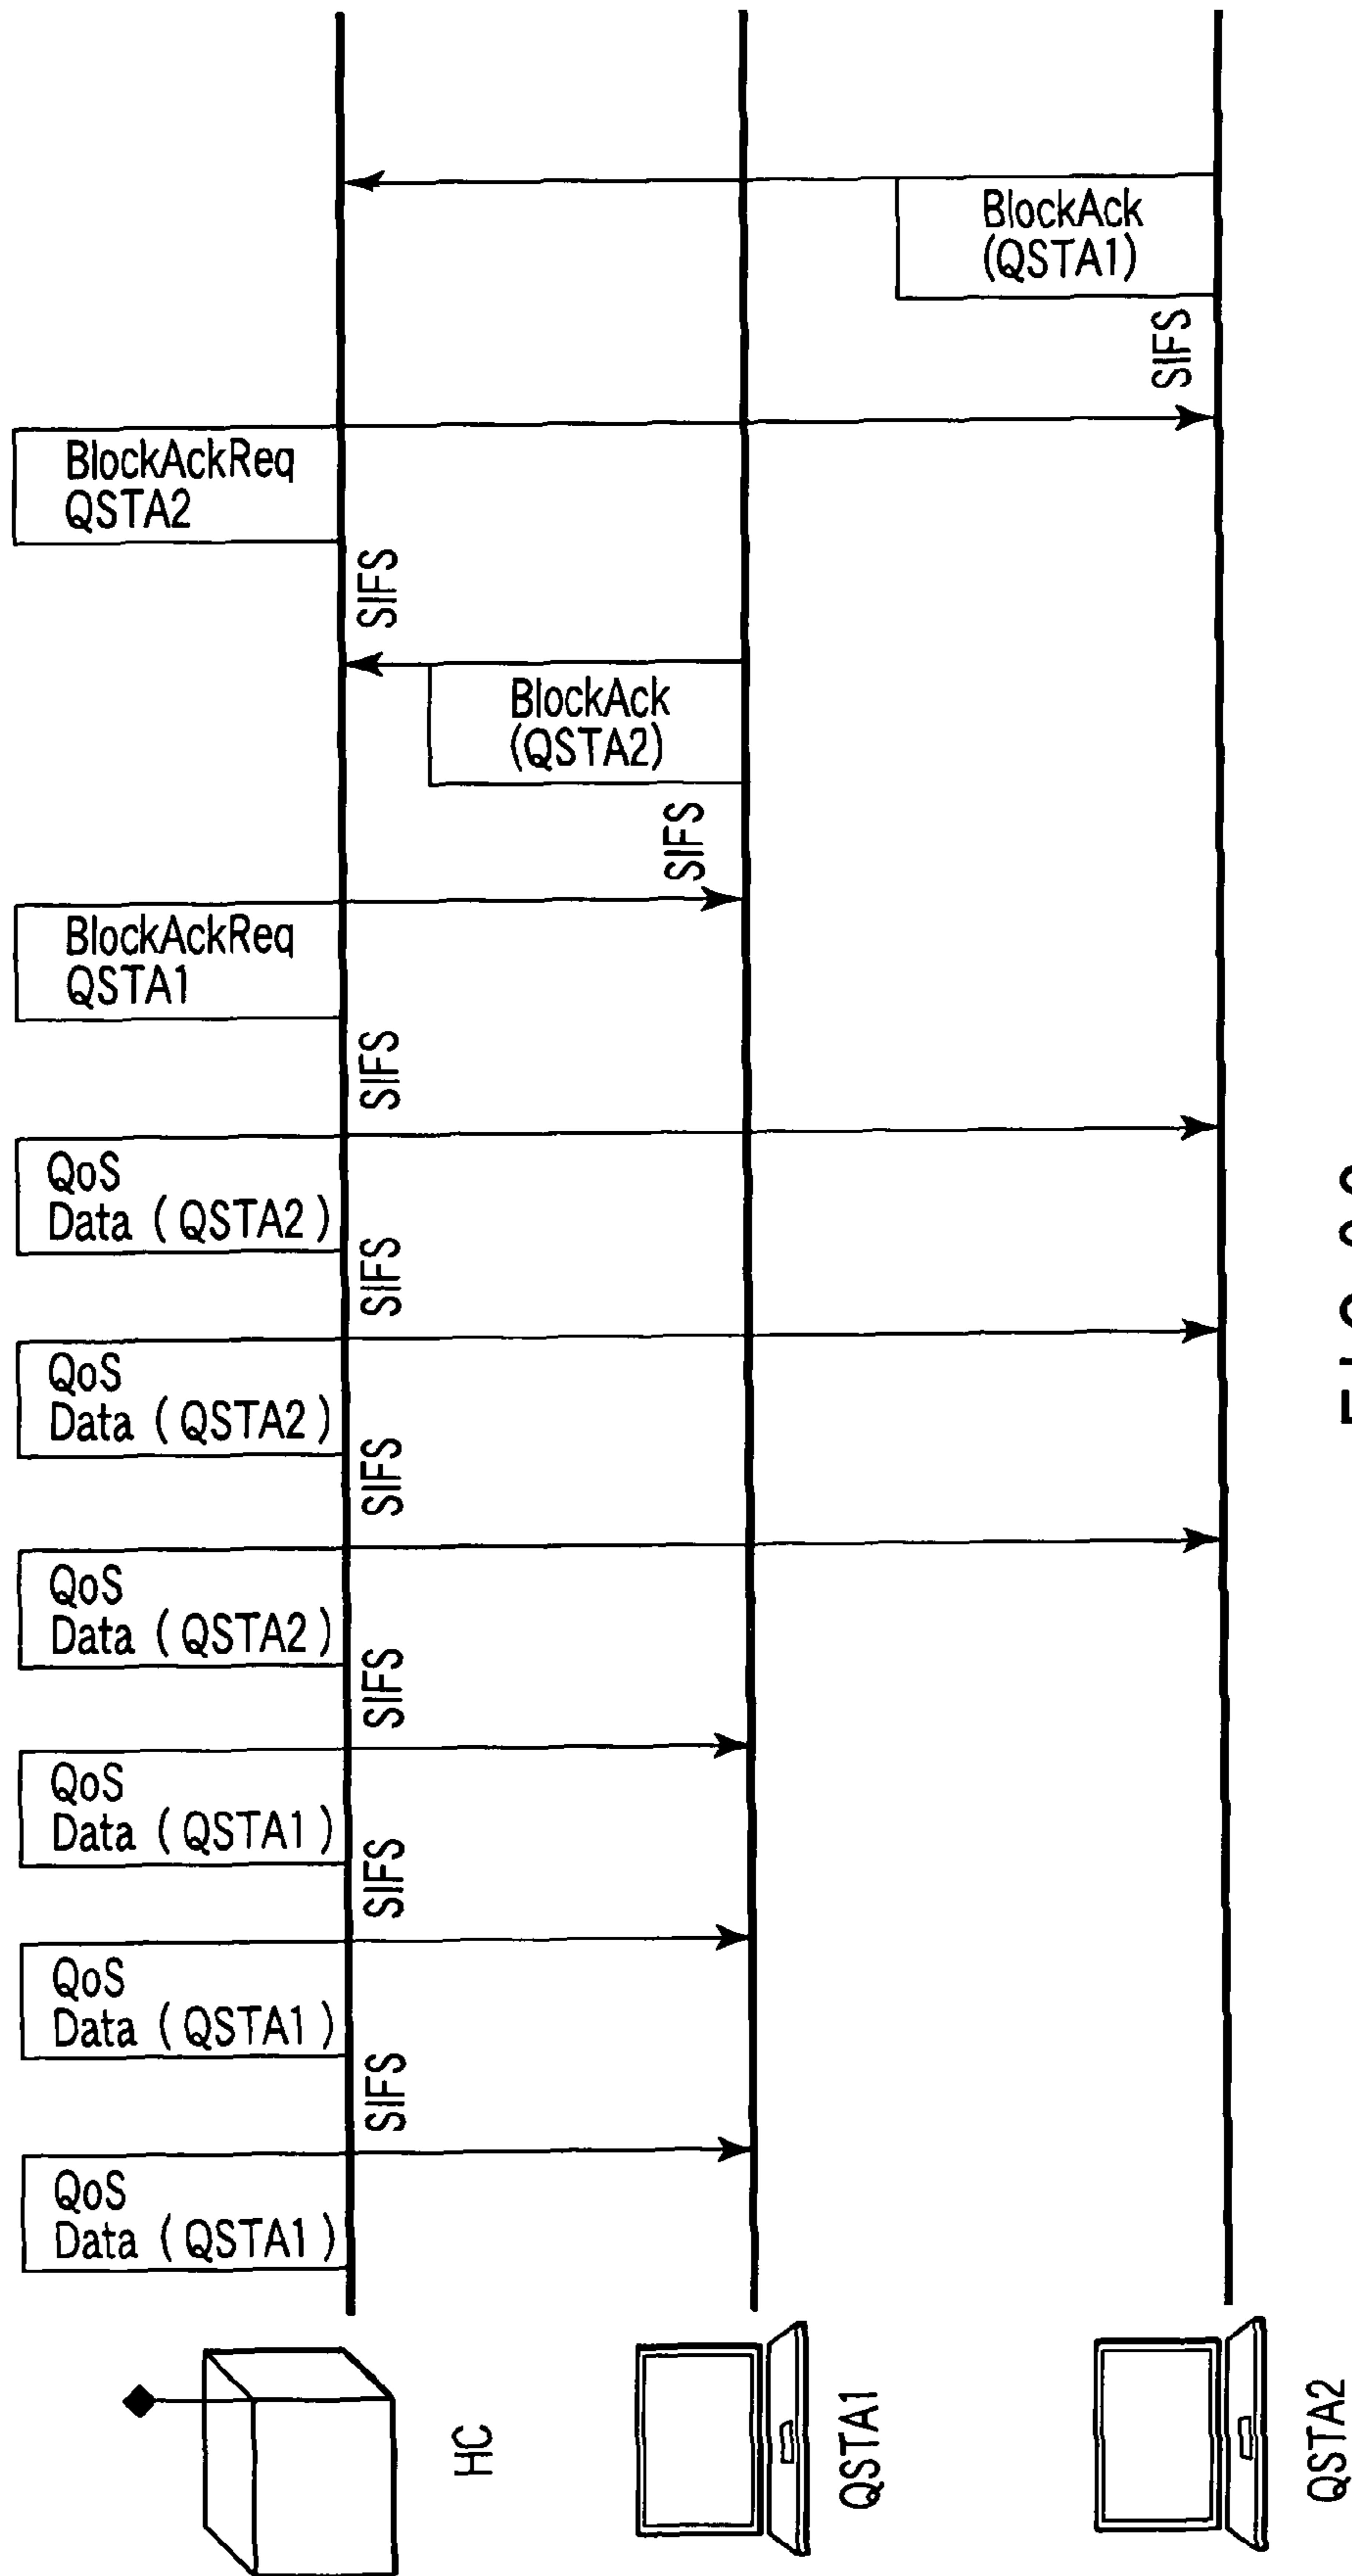 BlockAck
(QSTA1)
SIFS
BlockAckReq
QSTA2
SIFS
BlockAck
(QSTA2)
SIFS
BlockAckReq
QSTA1
SIFS
QoS
Data (QSTA2)
SIFS
QoS
Data (QSTA2)
SIFS
QoS
Data (QSTA2)
SIFS
QoS
Data (QSTA1)
SIFS
QoS
Data (QSTA1)
SIFS
QoS
Data (QSTA1)
HC
QSTA1
QSTA2